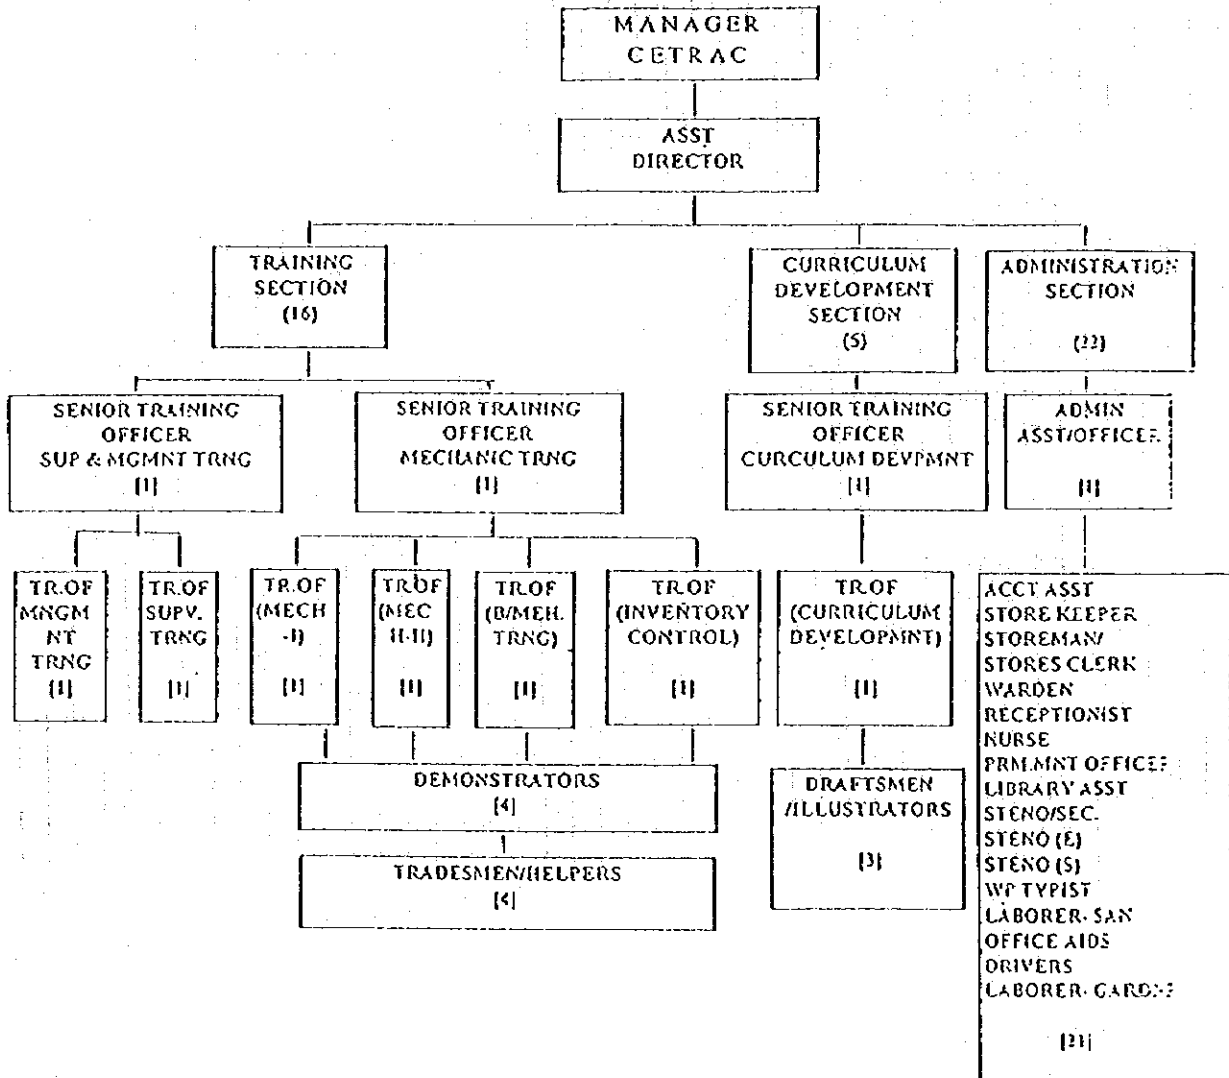 MANAGER
CETRAC
ASST
DIRECTOR
TRAINING
SECTION
(16)
CURRICULUM
DEVELOPMENT
SECTION
(5)
ADMINISTRATION
SECTION
(22)
SENIOR TRAINING
OFFICER
SUP & MGMNT TRNG
[1]
SENIOR TRAINING
OFFICER
MECHANIC TRNG
[1]
SENIOR TRAINING
OFFICER
CURCULUM DEVPMNT
[1]
ADMIN
ASST/OFFICER
[1]
TR.OF
MNGM
NT
TRNG
[1]
TR.OF
SUPV.
TRNG
[1]
TR.OF
(MECH
-I)
[1]
TR.OF
(MEC
H-II)
[1]
TR.OF
(B/MEH.
TRNG)
[1]
TR.OF
(INVENTORY
CONTROL)
[1]
TR.OF
(CURRICULUM
DEVELOPMNT)
[1]
DEMONSTRATORS
[4]
TRADESMEN/HELPERS
DRAFTSMEN
/ILLUSTRATORS
[3]
ACCT ASST
STORE KEEPER
STOREMAN/
STORES CLERK
WARDEN
RECEPTIONIST
NURSE
PRM.MNT OFFICER
LIBRARY ASST
STENO/SEC.
STENO (E)
STENO (S)
WP TYPIST
LABORER- SAN
OFFICE AIDS
DRIVERS
LABORER-
[21]